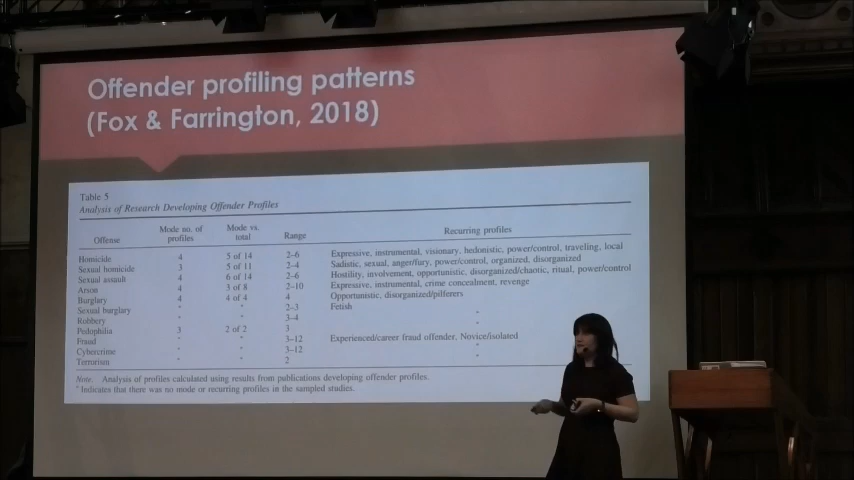 Offender profiling patterns
(Fox & Farrington, 2018)
Table 5
Analysis of Research Developing Offender Profiles
Offense Mode no. of profiles Mode vs. total Range Recurring profiles
Homicide 4 5 of 14 2–6 Expressive, instrumental, visionary, hedonistic, power/control, traveling, local
Sexual homicide 3 5 of 11 2–4 Sadistic, sexual, anger/fury, power/control, organized, disorganized
Sexual assault 4 6 of 14 2–6 Hostility, involvement, opportunistic, disorganized/chaotic, ritual, power/control
Arson 4 3 of 8 2–10 Expressive, instrumental, crime concealment, revenge
Burglary 4 4 of 4 4 Opportunistic, disorganized/pilferers
Sexual burglary 2–3 Fetish
Robbery 3–4
Pedophilia 3 2 of 2 3
Fraud 3–12 Experienced/career fraud offender, Novice/isolated
Cybercrime 3–12
Terrorism 2
Note. Analysis of profiles calculated using results from publications developing offender profiles.
Indicates that there was no mode or recurring profiles in the sampled studies.